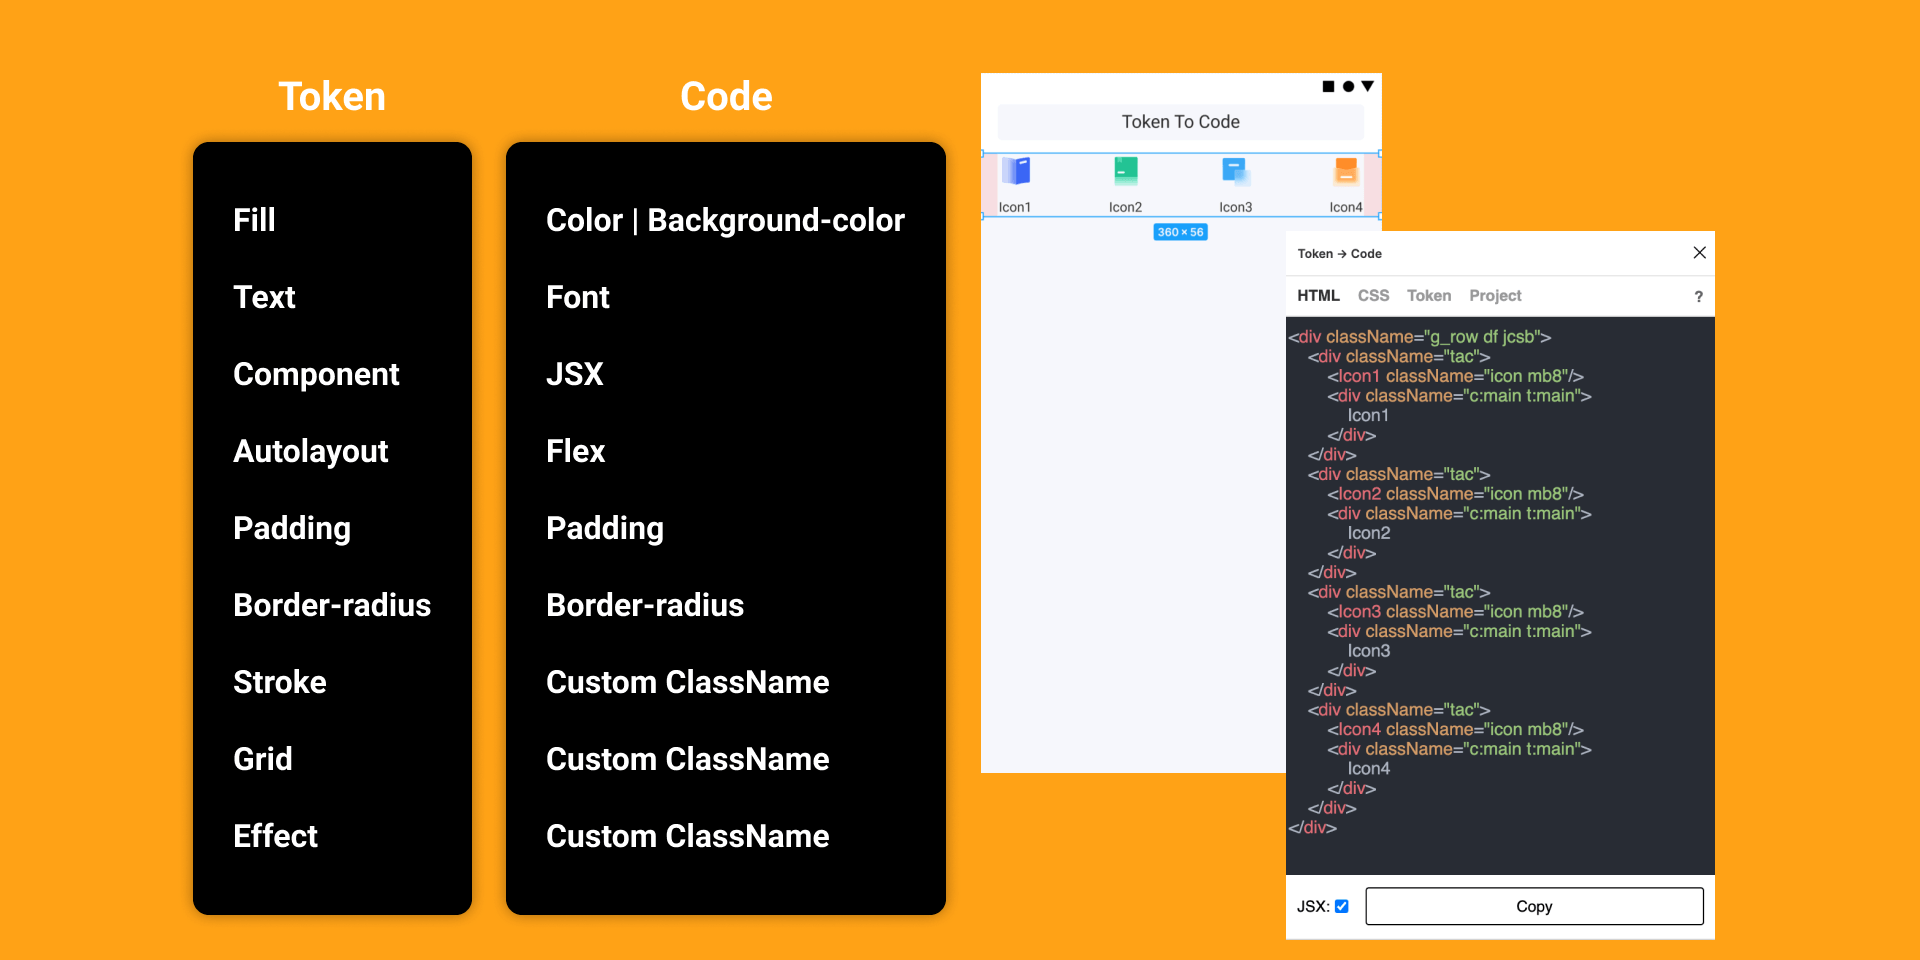 Token
Fill
Text
Component
Autolayout
Padding
Border-radius
Stroke
Grid
Effect
Code
Color | Background-color
Font
JSX
Flex
Padding
Border-radius
Custom ClassName
Custom ClassName
Custom ClassName
Token To Code
Icon1 Icon2 Icon3 Icon4
360 × 56
Token → Code
HTML CSS Token Project ?
<div className="g_row df jcsb">
<div className="tac">
<Icon1 className="icon mb8"/>
<div className="c:main t:main">
Icon1
</div>
</div>
<div className="tac">
<Icon2 className="icon mb8"/>
<div className="c:main t:main">
Icon2
</div>
</div>
<div className="tac">
<Icon3 className="icon mb8"/>
<div className="c:main t:main">
Icon3
</div>
</div>
<div className="tac">
<Icon4 className="icon mb8"/>
<div className="c:main t:main">
Icon4
</div>
</div>
</div>
JSX: Copy